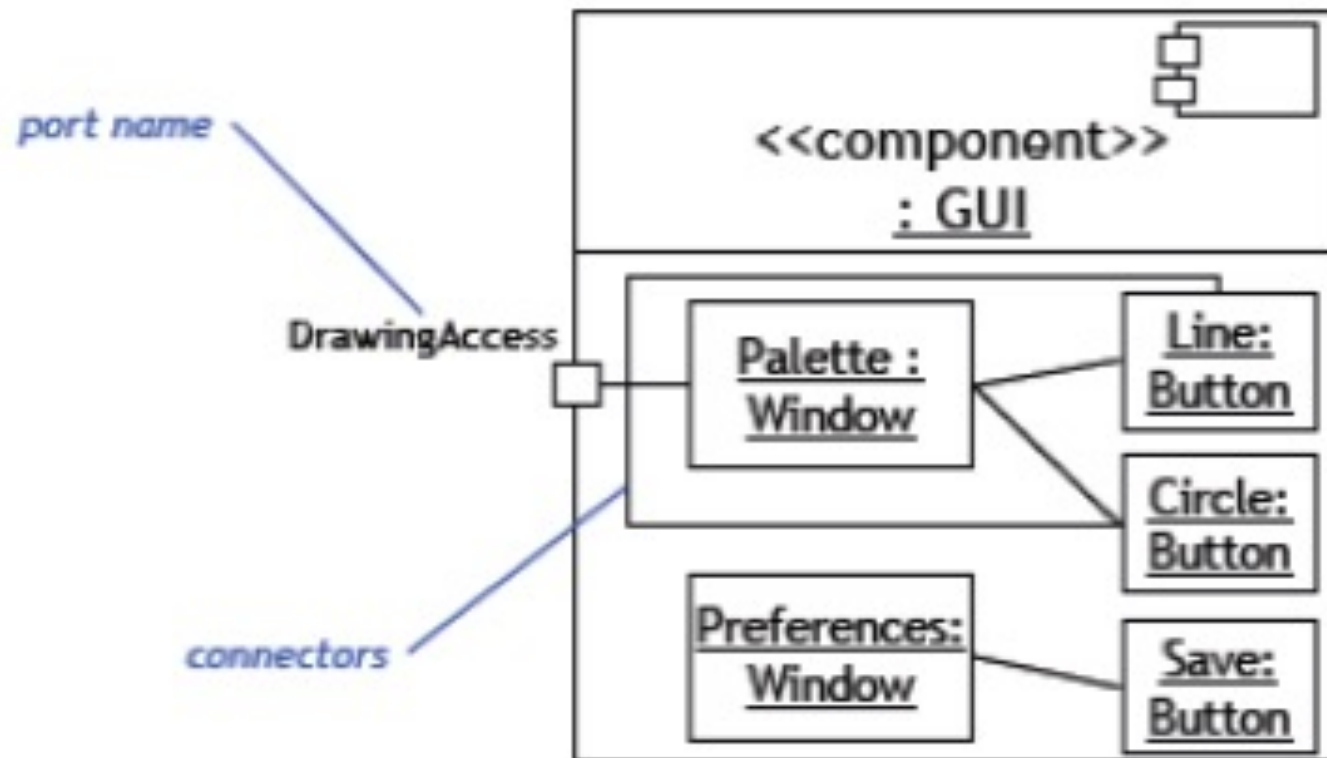 port name
<<component>>
: GUI
DrawingAccess
Palette :
Window
Line:
Button
Circle:
Button
connectors
Preferences:
Window
Save:
Button